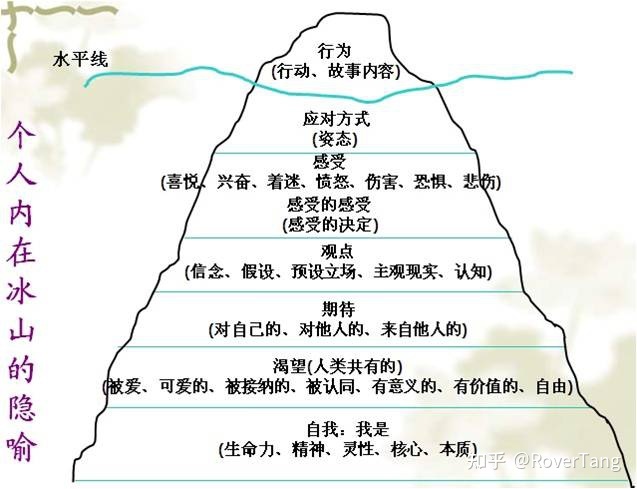 个人内在冰山的隐喻
水平线
行为
(行动、故事内容)
应对方式
(姿态)
感受
(喜悦、兴奋、着迷、愤怒、伤害、恐惧、悲伤)
感受的感受
(感受的决定)
观点
(信念、假设、预设立场、主观现实、认知)
期待
(对自己的、对他人的、来自他人的)
渴望(人类共有的)
(被爱、可爱的、被接纳的、被认同、有意义的、有价值的、自由)
自我：我是
(生命力、精神、灵性、核心、本质)
知乎 @RoverTang